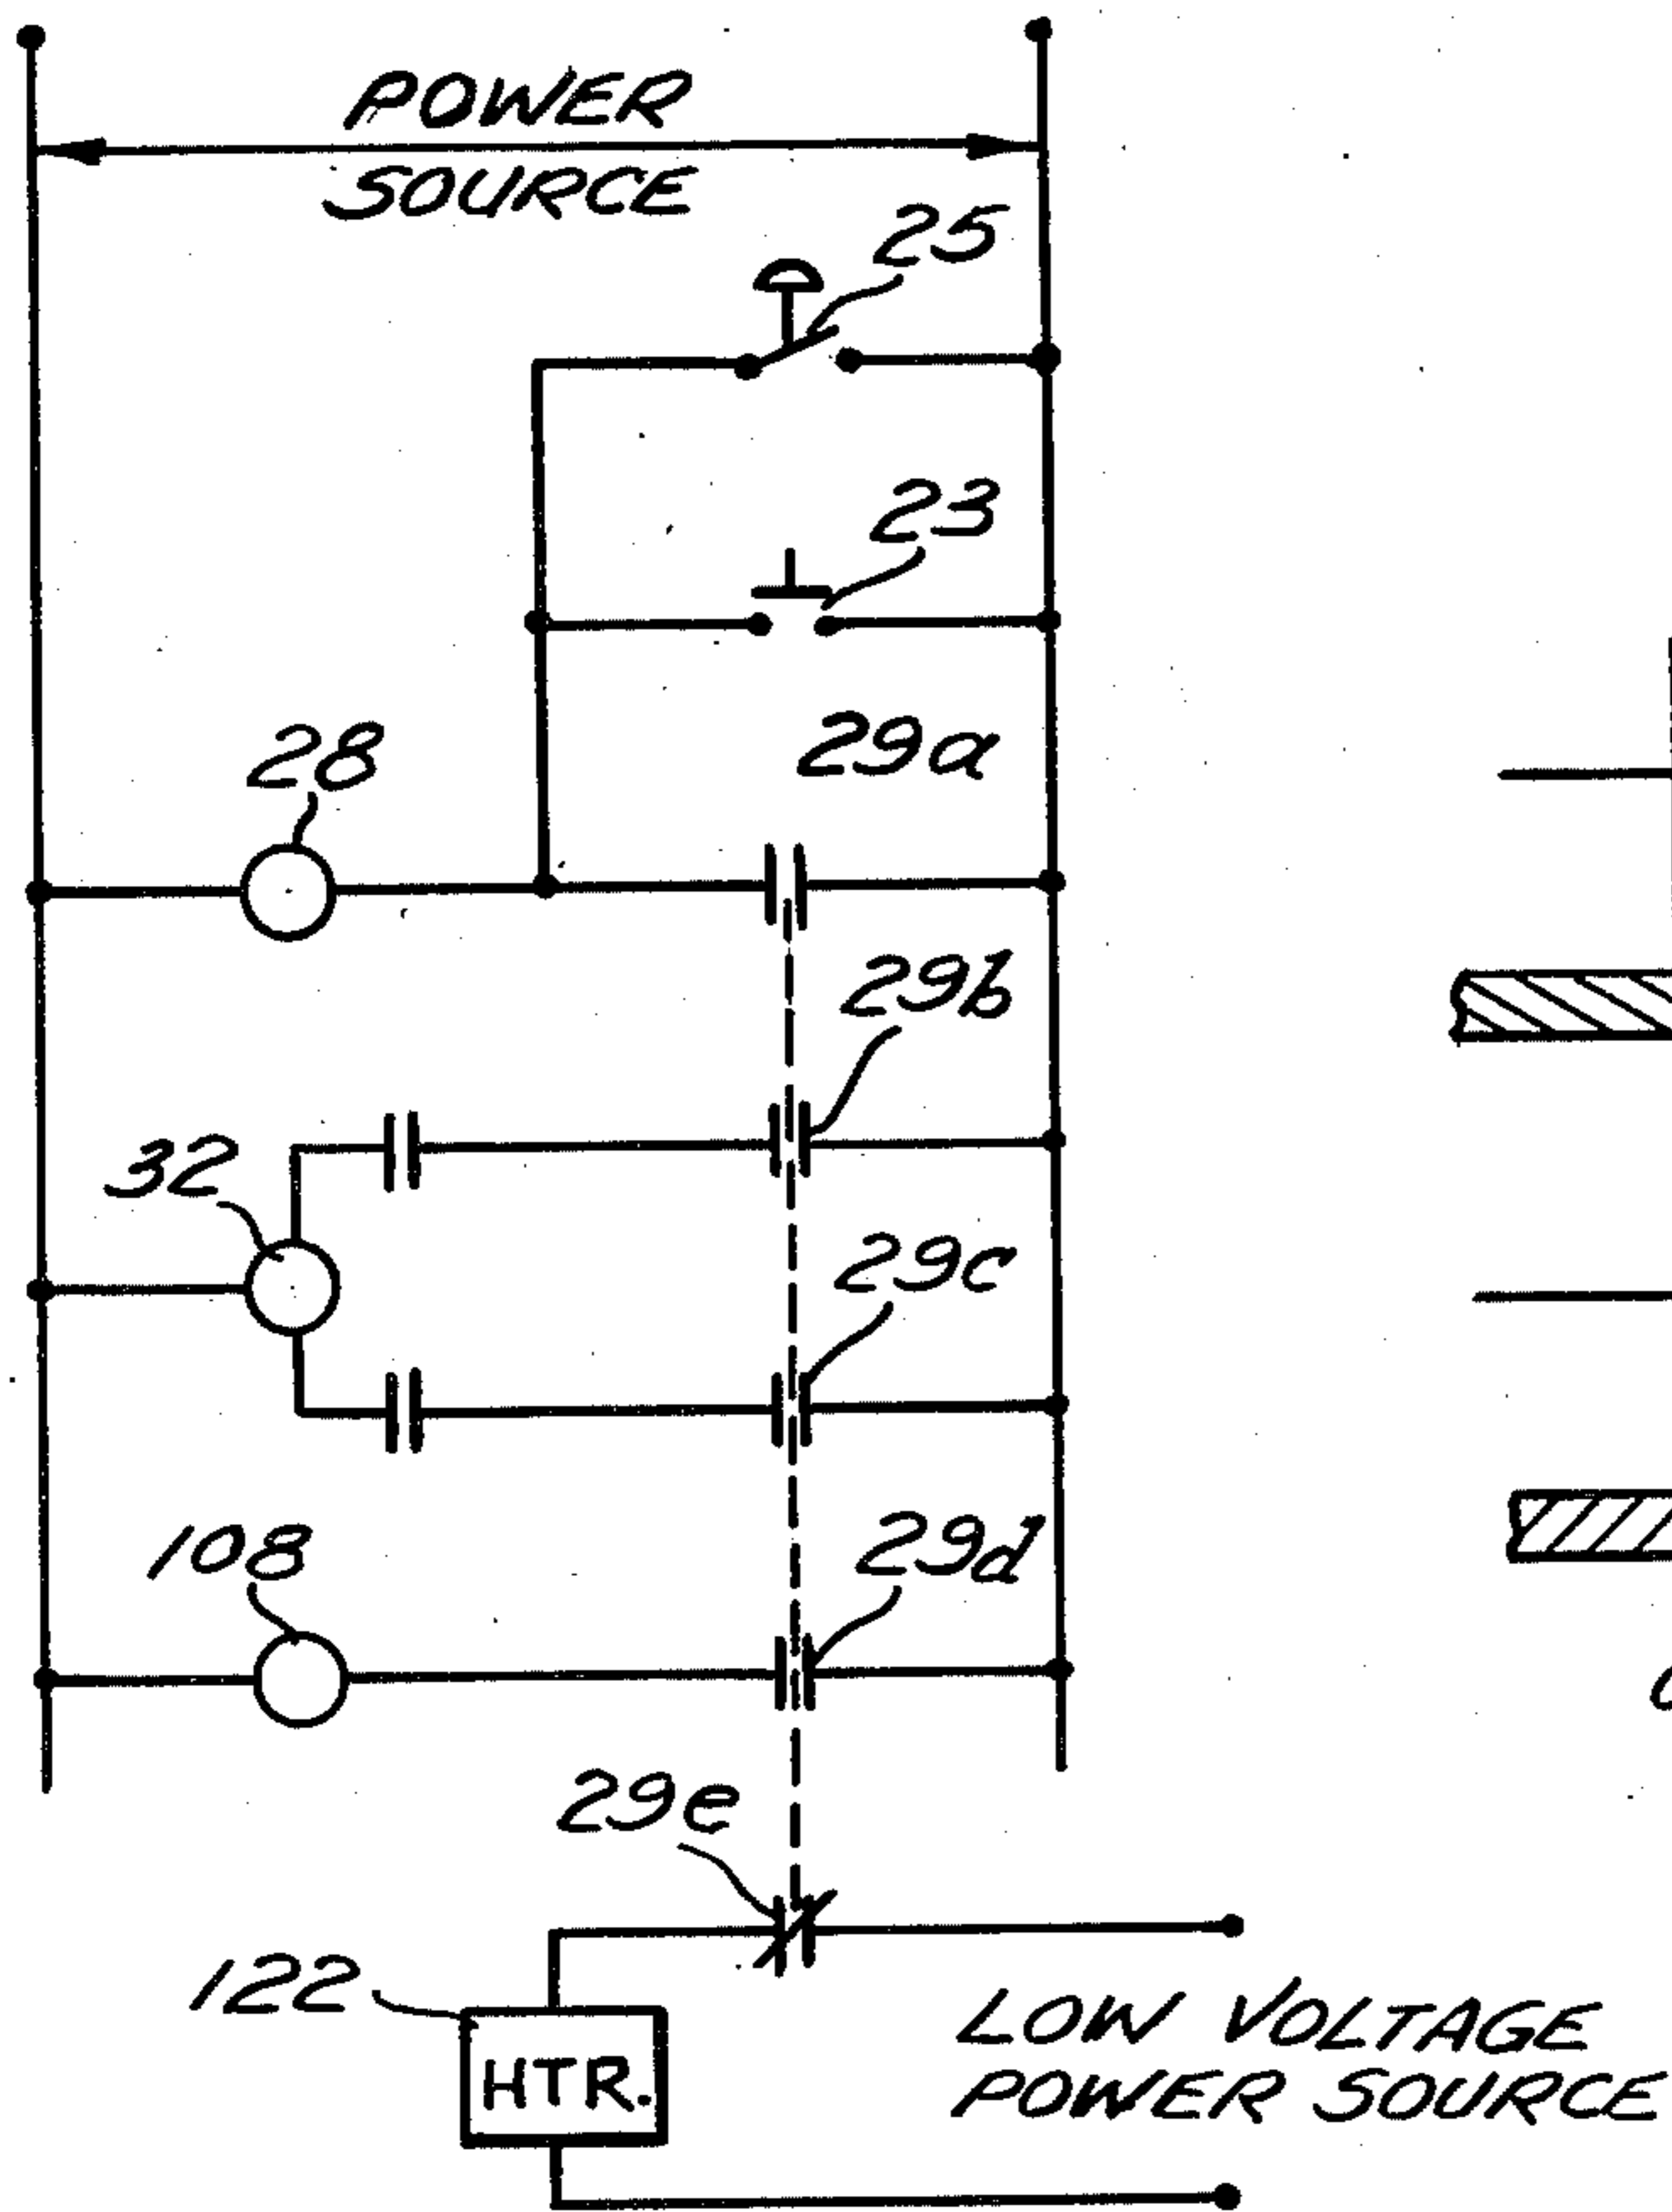 POWER
SOURCE
25
23
29a
28
29b
32
29c
108
29d
29e
122
HTR.
LOW VOLTAGE
POWER SOURCE